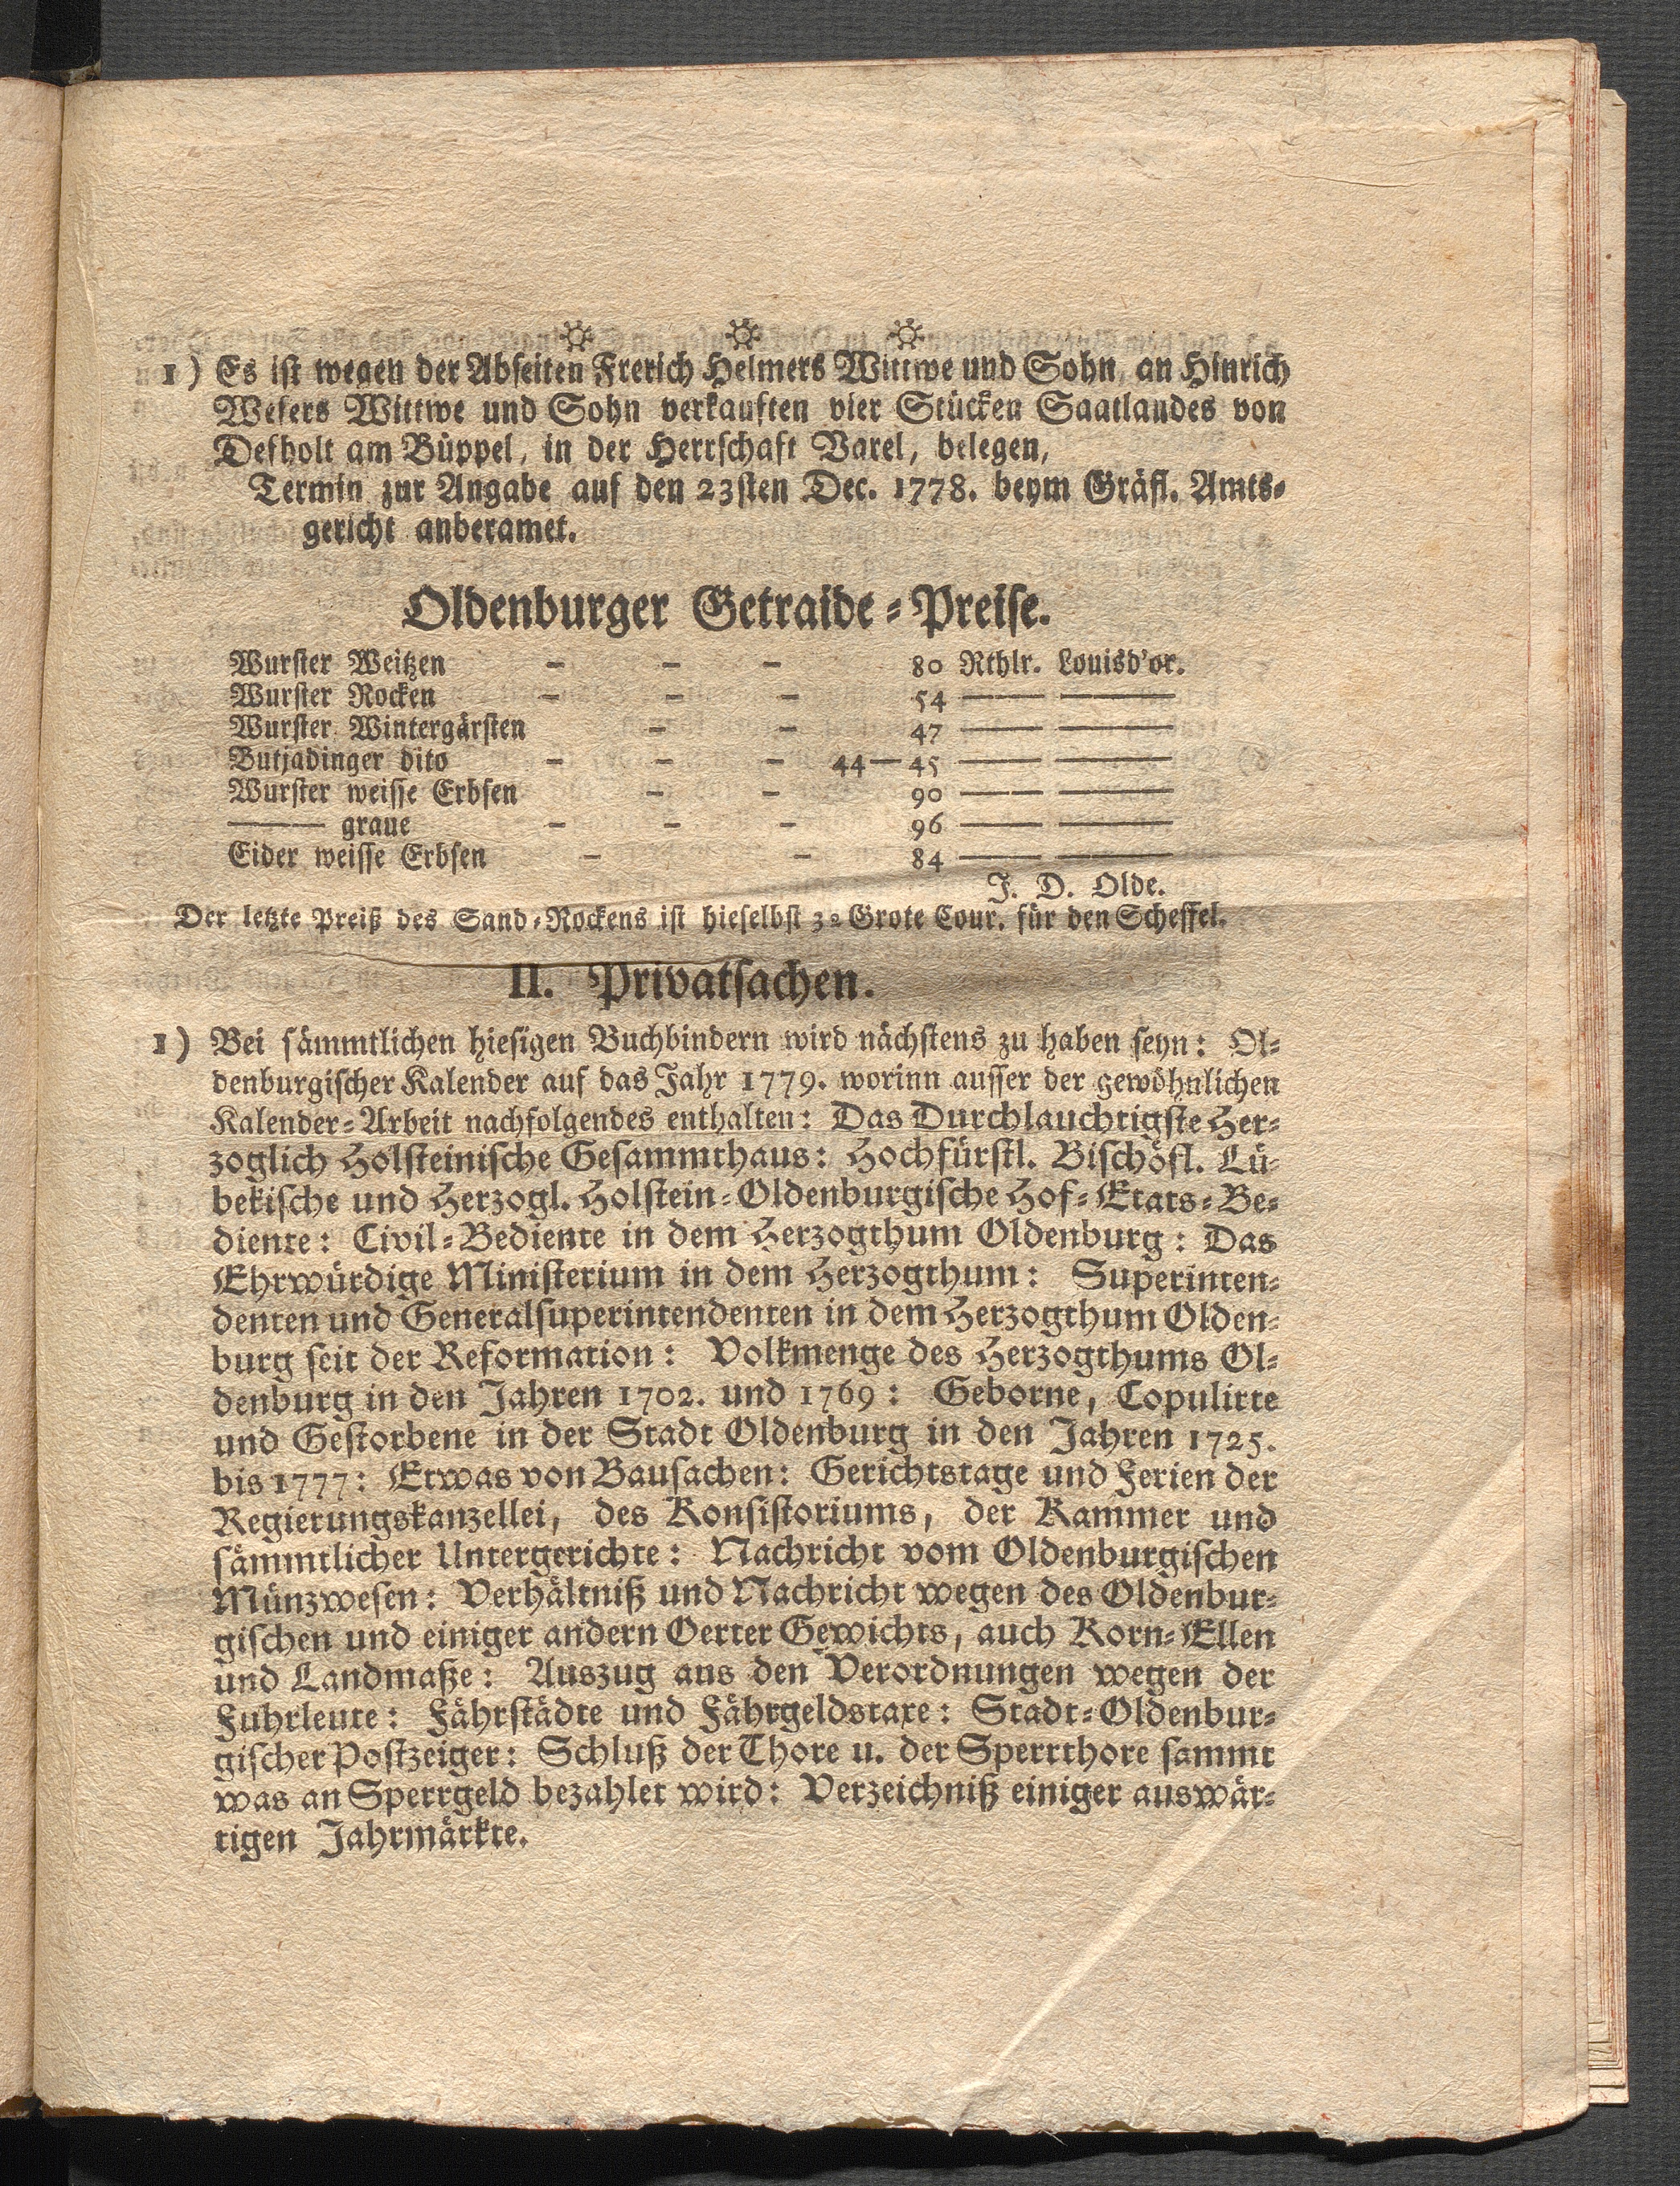 1) Es ist wegen der Abseiten Frerich Helmers Wittwe und Sohn, an Hinrich
Wefers Wittwe und Sohn verkauften vier Stücken Saatlandes von
Defholt am Büppel, in der Herrschaft Varel, belegen,
Termin zur Angabe auf den 23sten Dec. 1778. beym Gräfl. Amts-
gericht anberamet.
Oldenburger Getraide-Preise.
Wurster Weitzen - - - 80 Rthlr. Louisd'or.
Wurster Rocken - - - 54 — —
Wurster Wintergärsten - - 47 — —
Butjadinger dito - - - 44—45 — —
Wurster weisse Erbsen - - 90 — —
— graue - - - 96 — —
Eider weisse Erbsen - - 84 — —
J. D. Olde.
Der letzte Preiß des Sand-Rockens ist hieselbst 32 Grote Cour. für den Scheffel.
II. Privatsachen.
1) Bei sämmtlichen hiesigen Buchbindern wird nächstens zu haben seyn: Ol-
denburgischer Kalender auf das Jahr 1779. worinn ausser der gewöhnlichen
Kalender-Arbeit nachfolgendes enthalten: Das Durchlauchtigste Her-
zoglich Holsteinische Gesammthaus: Hochfürstl. Bischöfl. Lü-
bekische und Herzogl. Holstein-Oldenburgische Hof-Etats-Be-
diente: Civil-Bediente in dem Herzogthum Oldenburg: Das
Ehrwürdige Ministerium in dem Herzogthum: Superinten-
denten und Generalsuperintendenten in dem Herzogthum Olden-
burg seit der Reformation: Volkmenge des Herzogthums Ol-
denburg in den Jahren 1702. und 1769: Geborne, Copulirte
und Gestorbene in der Stadt Oldenburg in den Jahren 1725.
bis 1777: Etwas von Bausachen: Gerichtstage und Ferien der
Regierungskanzellei, des Konsistoriums, der Kammer und
sämmtlicher Untergerichte: Nachricht vom Oldenburgischen
Münzwesen: Verhältniß und Nachricht wegen des Oldenbur-
gischen und einiger andern Oerter Gewichts, auch Korn-Ellen
und Landmaße: Auszug aus den Verordnungen wegen der
Fuhrleute: Fährstädte und Fährgeldstaxe: Stadt-Oldenbur-
gischer Postzeiger: Schluß der Thore u. der Sperrthore sammt
was an Sperrgeld bezahlet wird: Verzeichniß einiger auswär-
tigen Jahrmärkte.